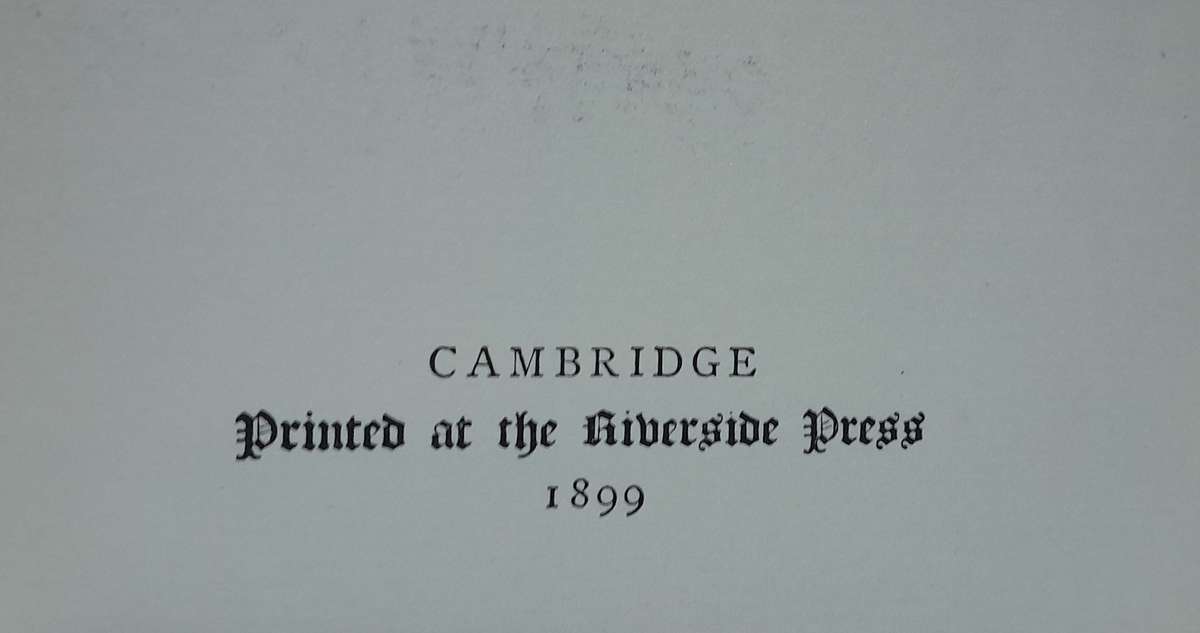 CAMBRIDGE
Printed at the Riverside Press
1899